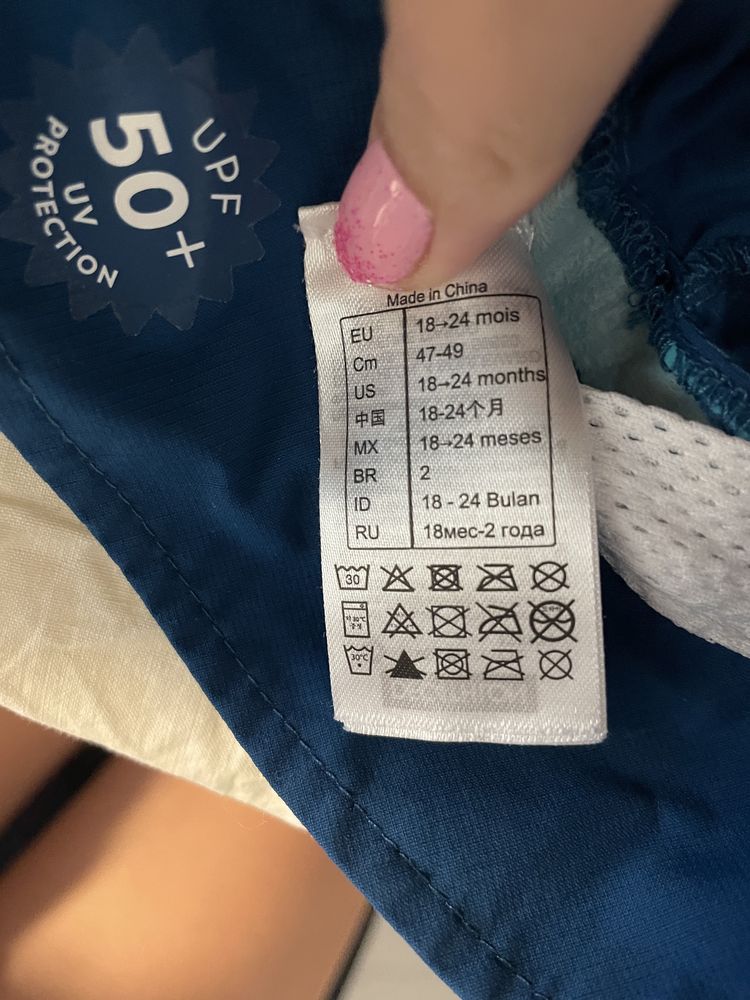 UPF
50+
UV
PROTECTION
Made in China
EU 18→24 mois
Cm 47-49
US 18→24 months
中国 18-24个月
MX 18→24 meses
BR 2
ID 18 - 24 Bulan
RU 18мес-2 года
30
30℃
30°C